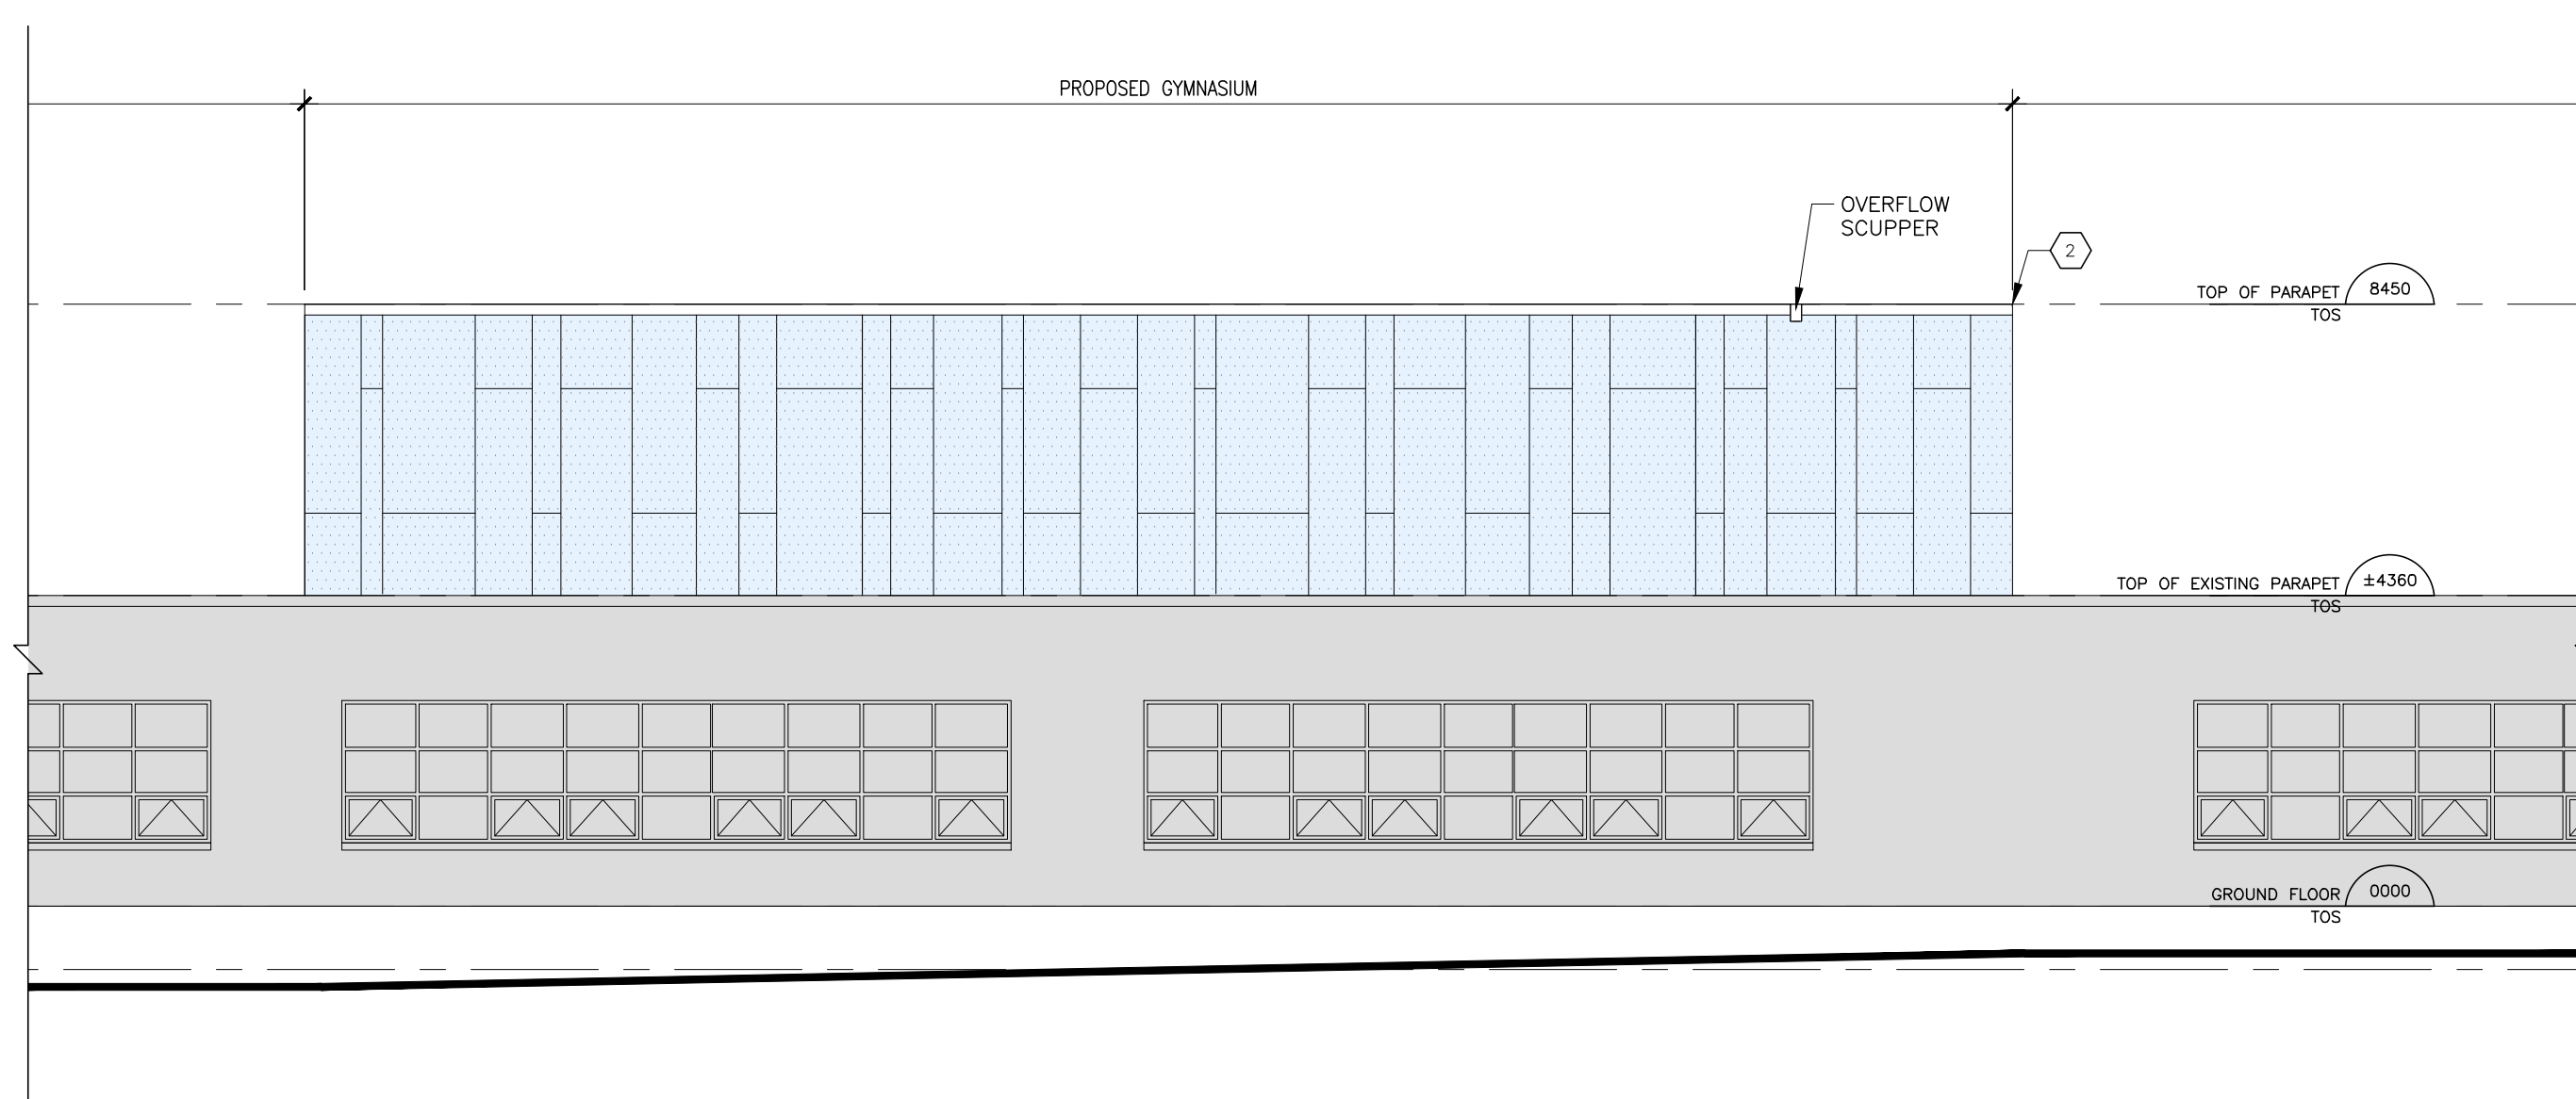 PROPOSED GYMNASIUM
OVERFLOW
SCUPPER
2
TOP OF PARAPET 8450
TOS
TOP OF EXISTING PARAPET ±4360
TOS
GROUND FLOOR 0000
TOS